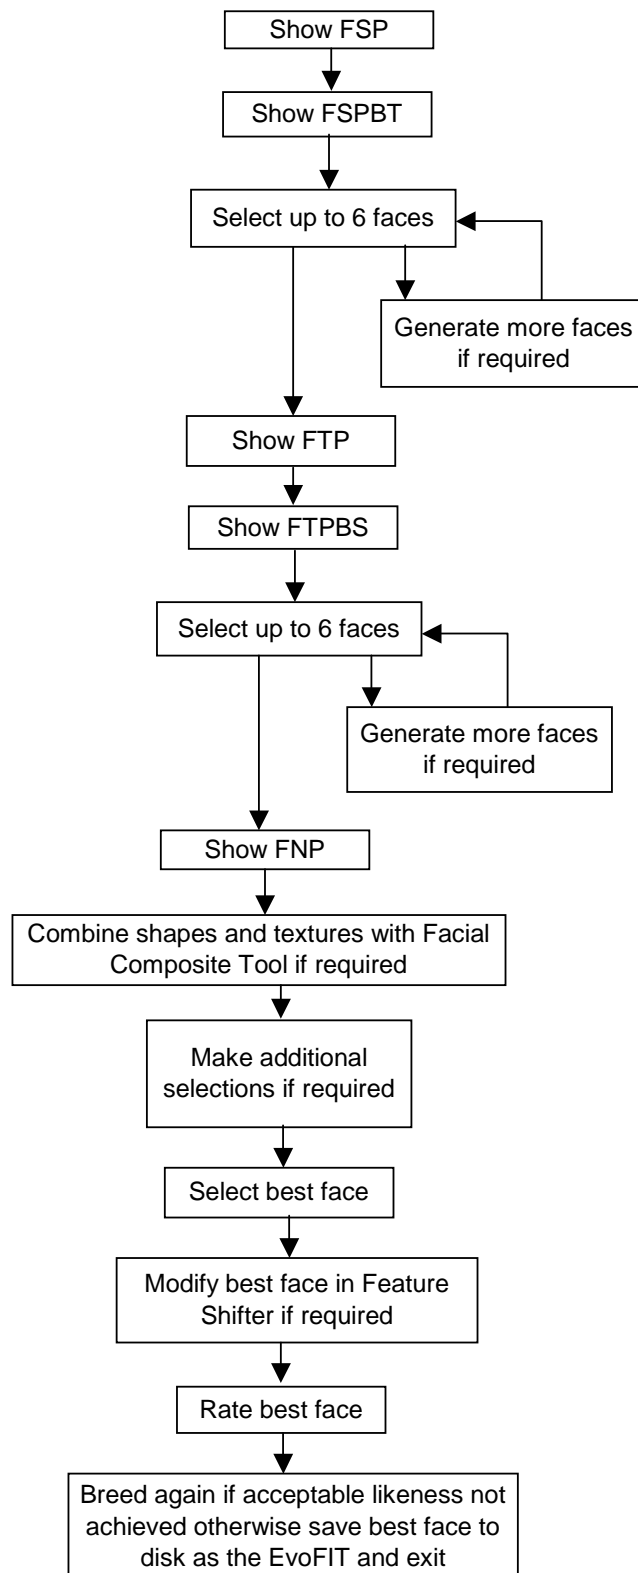 Show FSP
Show FSPBT
Select up to 6 faces
Generate more faces
if required
Show FTP
Show FTPBS
Select up to 6 faces
Generate more faces
if required
Show FNP
Combine shapes and textures with Facial
Composite Tool if required
Make additional
selections if required
Select best face
Modify best face in Feature
Shifter if required
Rate best face
Breed again if acceptable likeness not
achieved otherwise save best face to
disk as the EvoFIT and exit